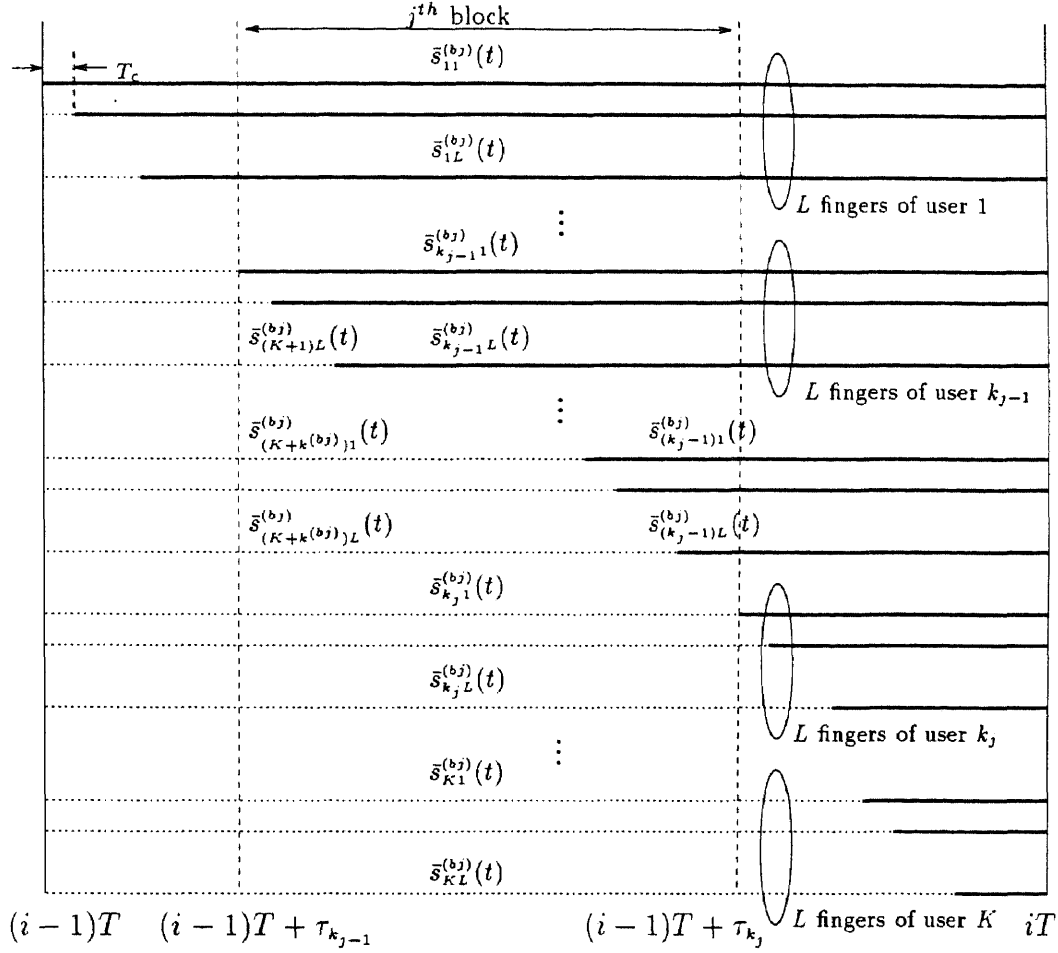 j^{th} block
T_c
\bar{s}_{11}^{(bj)}(t)
\bar{s}_{1L}^{(bj)}(t)
L fingers of user 1
\bar{s}_{k_{j-1}1}^{(bj)}(t)
\bar{s}_{(K+1)L}^{(bj)}(t) \bar{s}_{k_{j-1}L}^{(bj)}(t)
L fingers of user k_{j-1}
\bar{s}_{(K+k^{(bj)})1}^{(bj)}(t) \bar{s}_{(k_j-1)1}^{(bj)}(t)
\bar{s}_{(K+k^{(bj)})L}^{(bj)}(t) \bar{s}_{(k_j-1)L}^{(bj)}(t)
\bar{s}_{k_j1}^{(bj)}(t)
\bar{s}_{k_jL}^{(bj)}(t)
L fingers of user k_j
\bar{s}_{K1}^{(bj)}(t)
\bar{s}_{KL}^{(bj)}(t)
L fingers of user K
(i − 1)T (i − 1)T + τ_{k_{j-1}} (i − 1)T + τ_{k_j} iT